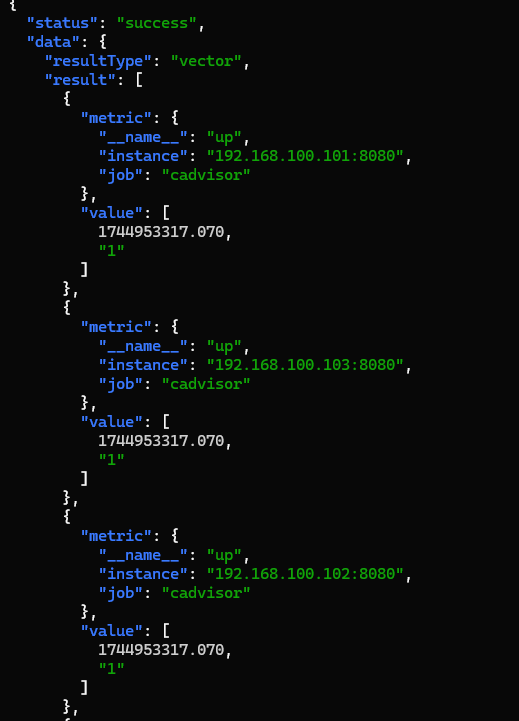 {
  "status": "success",
  "data": {
    "resultType": "vector",
    "result": [
      {
        "metric": {
          "__name__": "up",
          "instance": "192.168.100.101:8080",
          "job": "cadvisor"
        },
        "value": [
          1744953317.070,
          "1"
        ]
      },
      {
        "metric": {
          "__name__": "up",
          "instance": "192.168.100.103:8080",
          "job": "cadvisor"
        },
        "value": [
          1744953317.070,
          "1"
        ]
      },
      {
        "metric": {
          "__name__": "up",
          "instance": "192.168.100.102:8080",
          "job": "cadvisor"
        },
        "value": [
          1744953317.070,
          "1"
        ]
      },
      {